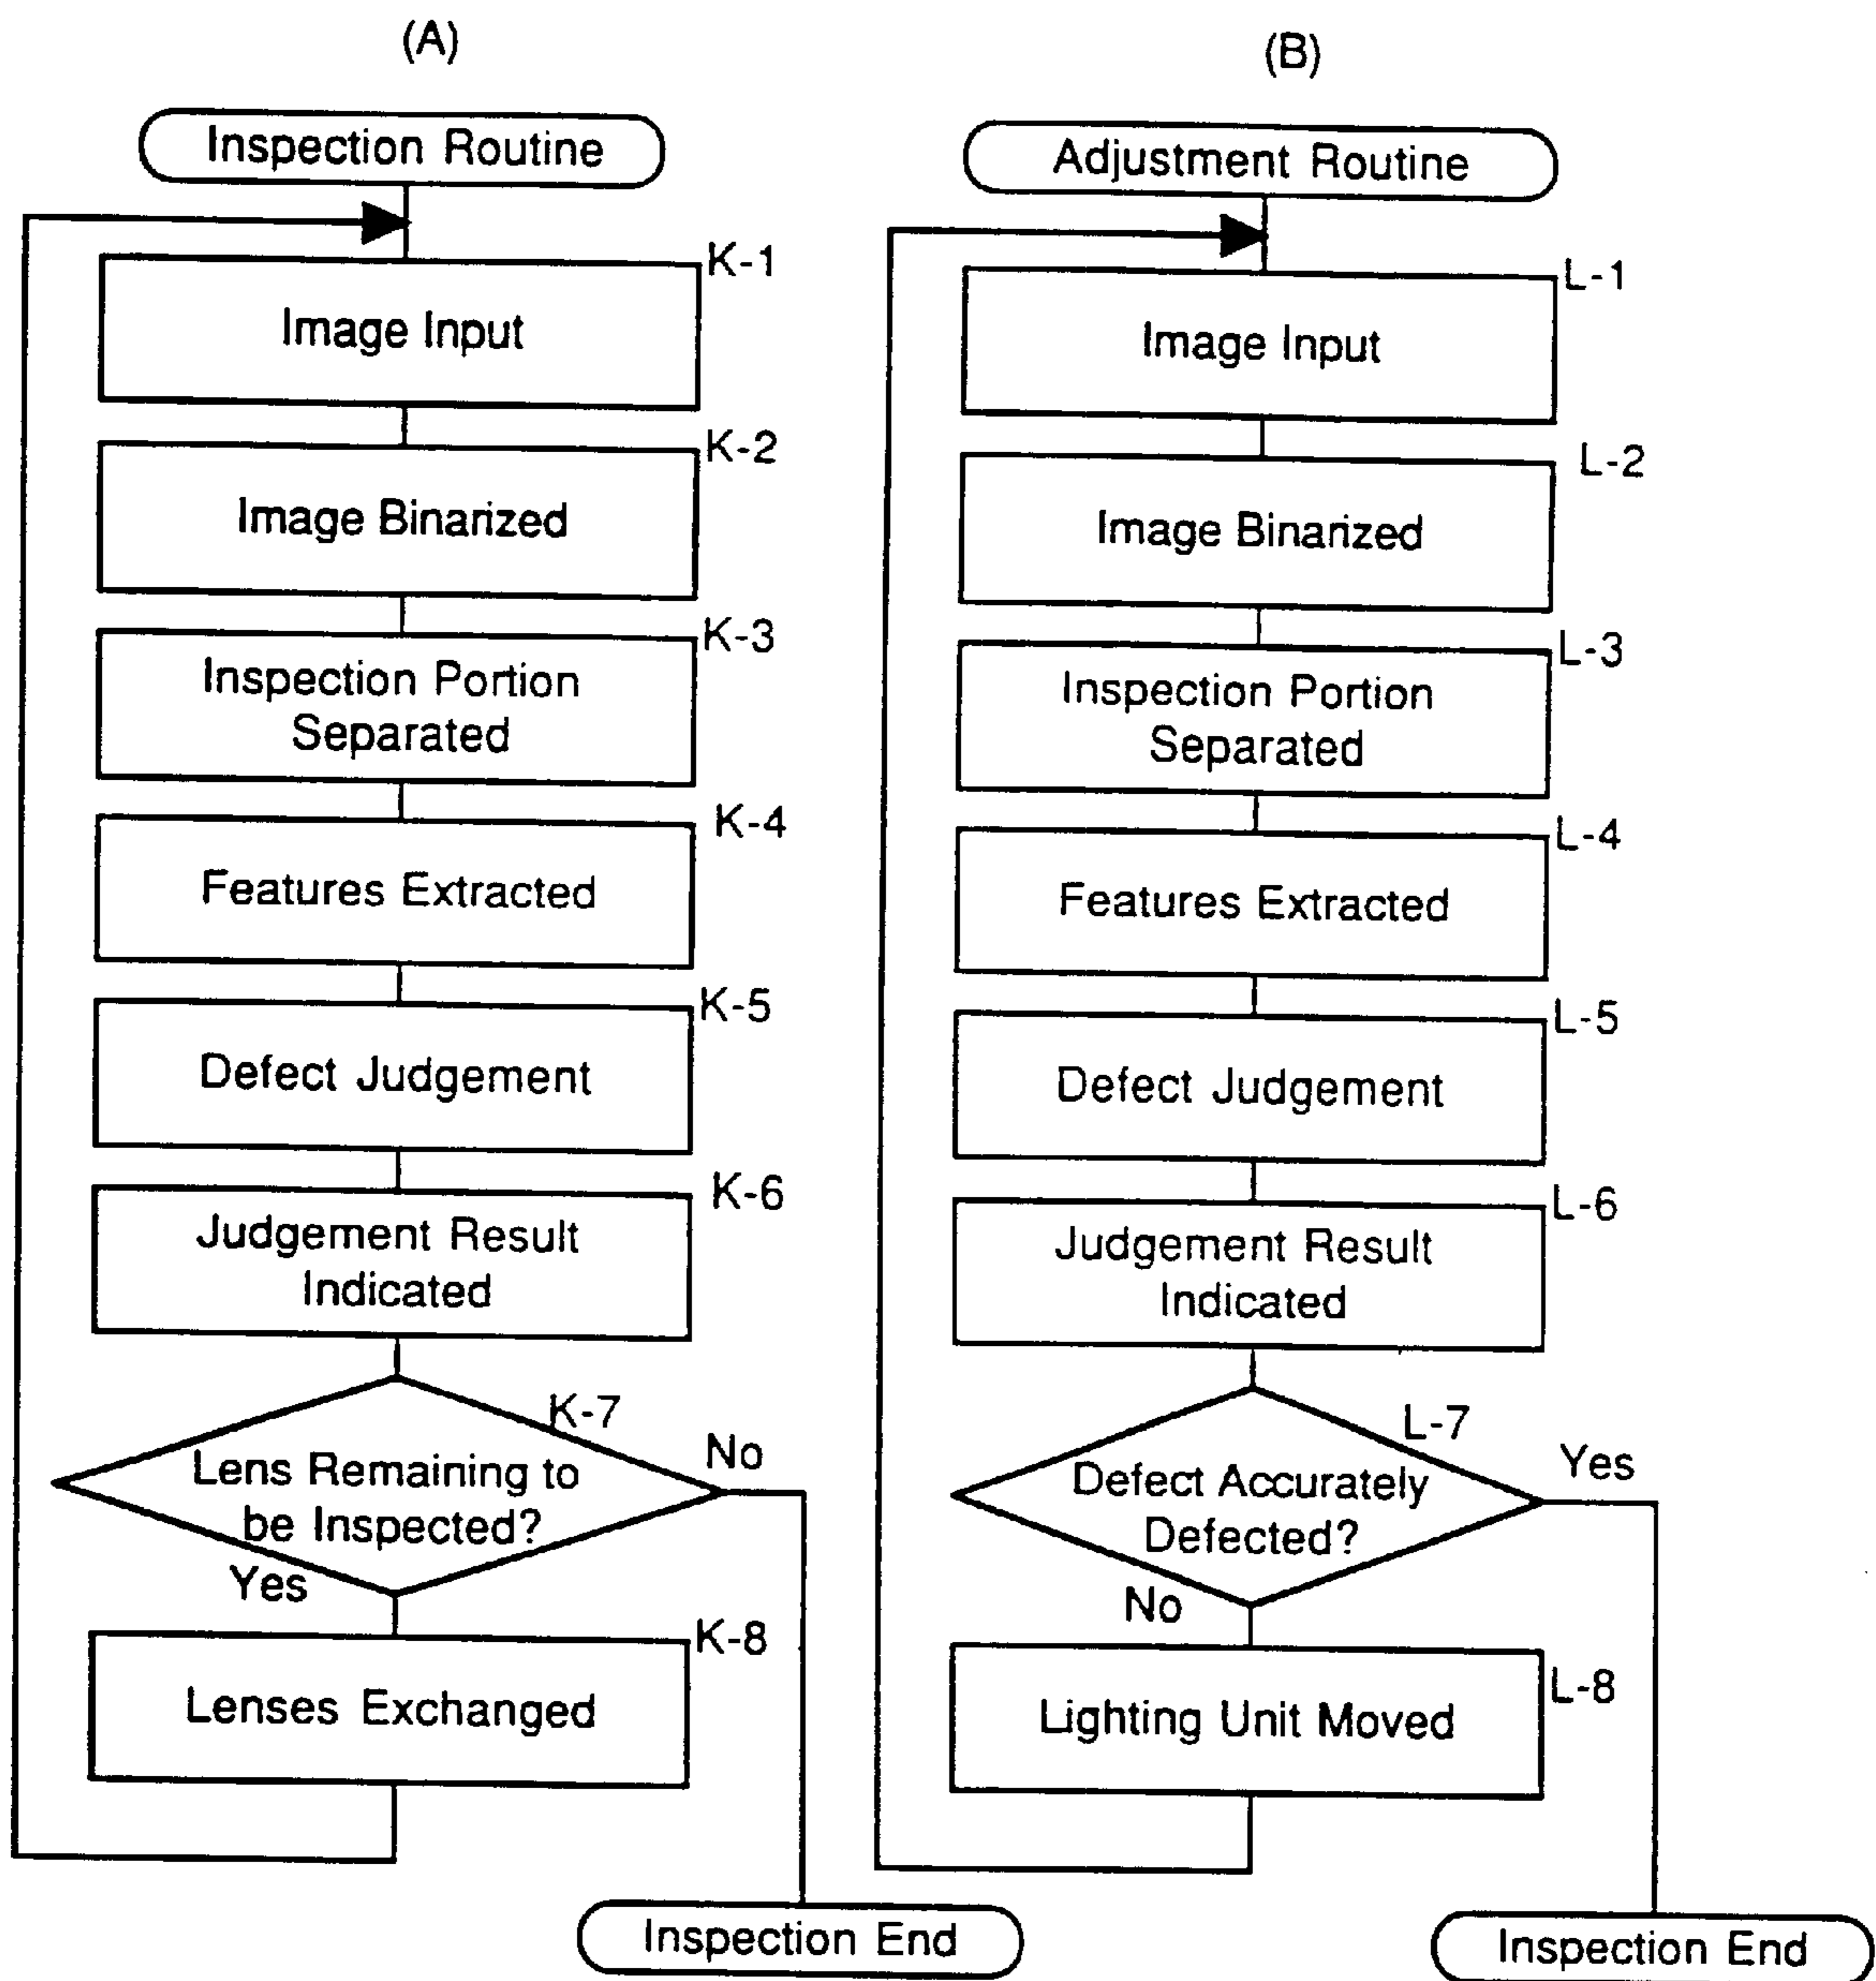 (A)
Inspection Routine
K-1
Image Input
K-2
Image Binarized
K-3
Inspection Portion
Separated
K-4
Features Extracted
K-5
Defect Judgement
K-6
Judgement Result
Indicated
K-7
Lens Remaining to
be Inspected?
No
Yes
K-8
Lenses Exchanged
Inspection End
(B)
Adjustment Routine
L-1
Image Input
L-2
Image Binarized
L-3
Inspection Portion
Separated
L-4
Features Extracted
L-5
Defect Judgement
L-6
Judgement Result
Indicated
L-7
Defect Accurately
Defected?
Yes
No
L-8
Lighting Unit Moved
Inspection End